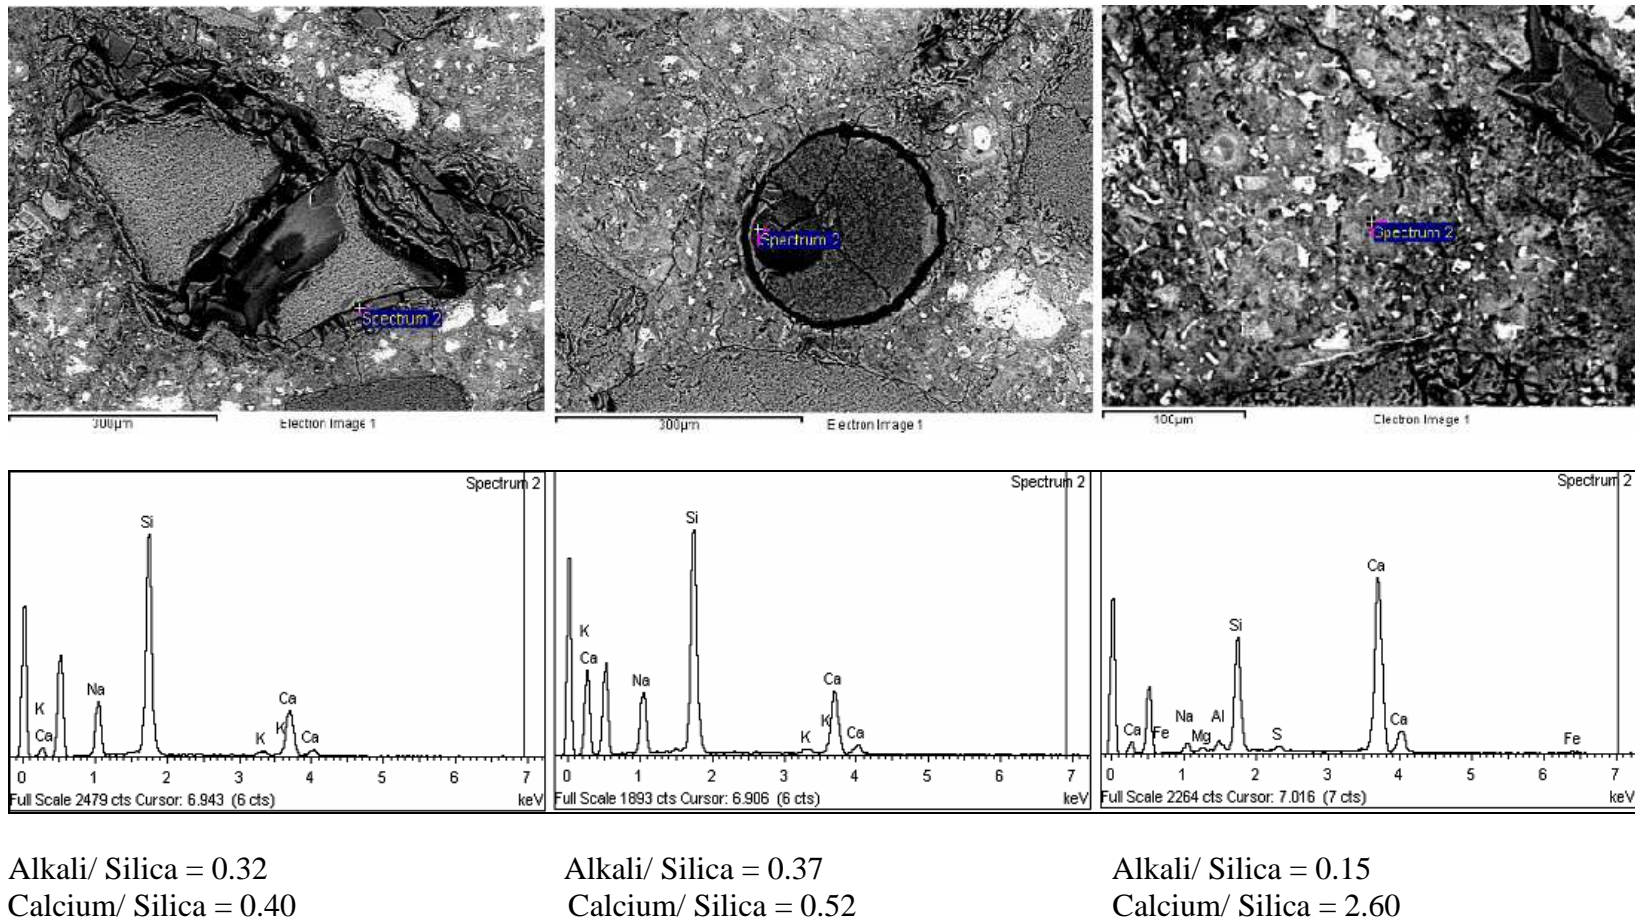 Spectrum 2
Spectrum 2
Spectrum 2
300µm Electron Image 1
300µm Electron Image 1
100µm Electron Image 1
Spectrum 2
Si
Na
K
Ca
K
K
Ca
Ca
0 1 2 3 4 5 6 7
Full Scale 2479 cts Cursor: 6.943 (6 cts) keV
Spectrum 2
Si
K
Ca
Na
K
K
Ca
Ca
0 1 2 3 4 5 6 7
Full Scale 1893 cts Cursor: 6.906 (6 cts) keV
Spectrum 2
Ca
Si
Ca
Fe
Na
Mg
Al
S
Ca
Fe
0 1 2 3 4 5 6 7
Full Scale 2264 cts Cursor: 7.016 (7 cts) keV
Alkali/ Silica = 0.32
Calcium/ Silica = 0.40
Alkali/ Silica = 0.37
Calcium/ Silica = 0.52
Alkali/ Silica = 0.15
Calcium/ Silica = 2.60